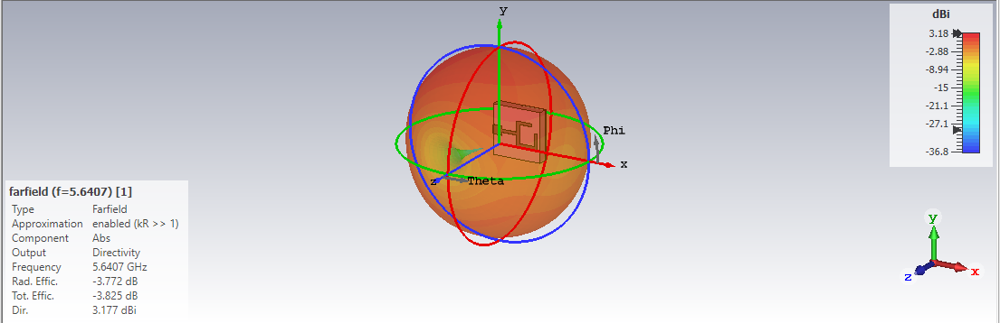 y
dBi
3.18
-2.88
-8.94
-15
-21.1
-27.1
-36.8
Phi
x
z
Theta
farfield (f=5.6407) [1]
Type Farfield
Approximation enabled (kR >> 1)
Component Abs
Output Directivity
Frequency 5.6407 GHz
Rad. Effic. -3.772 dB
Tot. Effic. -3.825 dB
Dir. 3.177 dBi
y
x
z